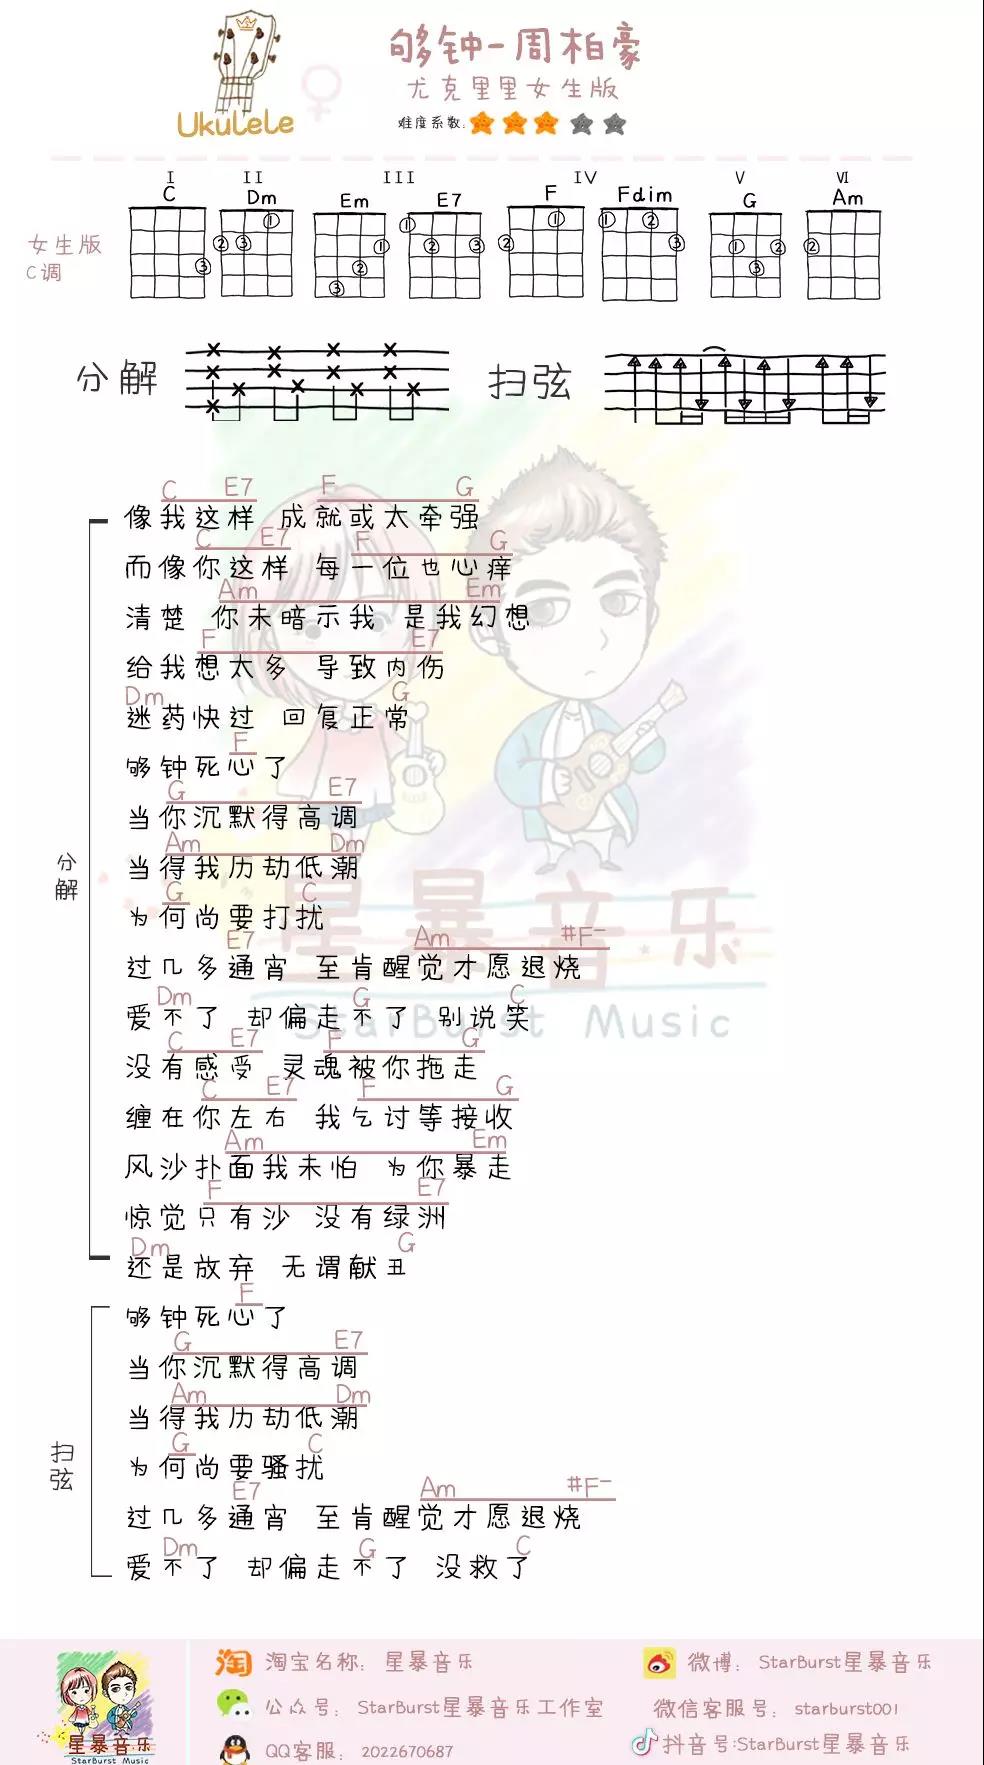 够钟-周柏豪
尤克里里女生版
Ukulele
难度系数:
I II III IV V VI
C Dm Em E7 F Fdim G Am
女生版
C调
分解
扫弦
C E7 F G
像我这样 成就或太牵强
C E7 F G
而像你这样 每一位也心痒
Am Em
清楚 你未暗示我 是我幻想
F E7
给我想太多 导致内伤
Dm G
迷药快过 回复正常
F
够钟死心了
G E7
当你沉默得高调
Am Dm
当得我历劫低潮
G C
为何尚要打扰
E7 Am #F-
过几多通宵 至肯醒觉才愿退烧
Dm G C
爱不了 却偏走不了 别说笑
C E7 F G
没有感受 灵魂被你拖走
C E7 F G
缠在你左右 我乞讨等接收
Am Em
风沙扑面我未怕 为你暴走
F E7
惊觉只有沙 没有绿洲
Dm G
还是放弃 无谓献丑
分解
F
够钟死心了
G E7
当你沉默得高调
Am Dm
当得我历劫低潮
G C
为何尚要骚扰
E7 Am #F-
过几多通宵 至肯醒觉才愿退烧
Dm G C
爱不了 却偏走不了 没救了
扫弦
星暴音乐
StarBurst Music
星暴音乐
StarBurst Music
淘 淘宝名称: 星暴音乐
微博: StarBurst星暴音乐
公众号: StarBurst星暴音乐工作室
微信客服号: starburst001
QQ客服: 2022670687
抖音号:StarBurst星暴音乐